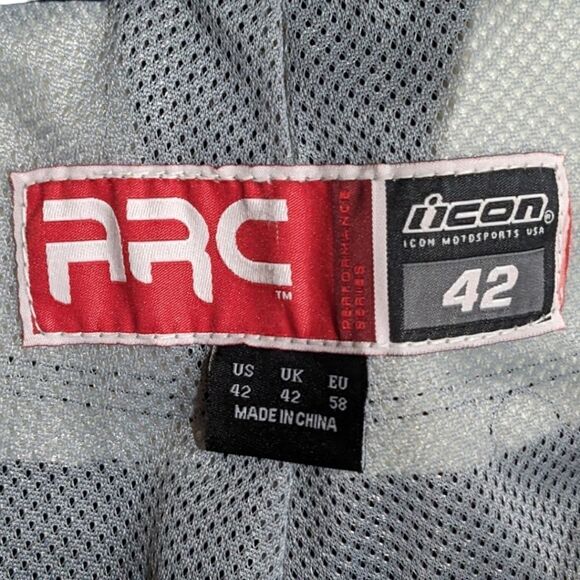 ARC
TM
PERFORMANCE
SERIES
icon®
ICON MOTOSPORTS USA
42
US UK EU
42 42 58
MADE IN CHINA